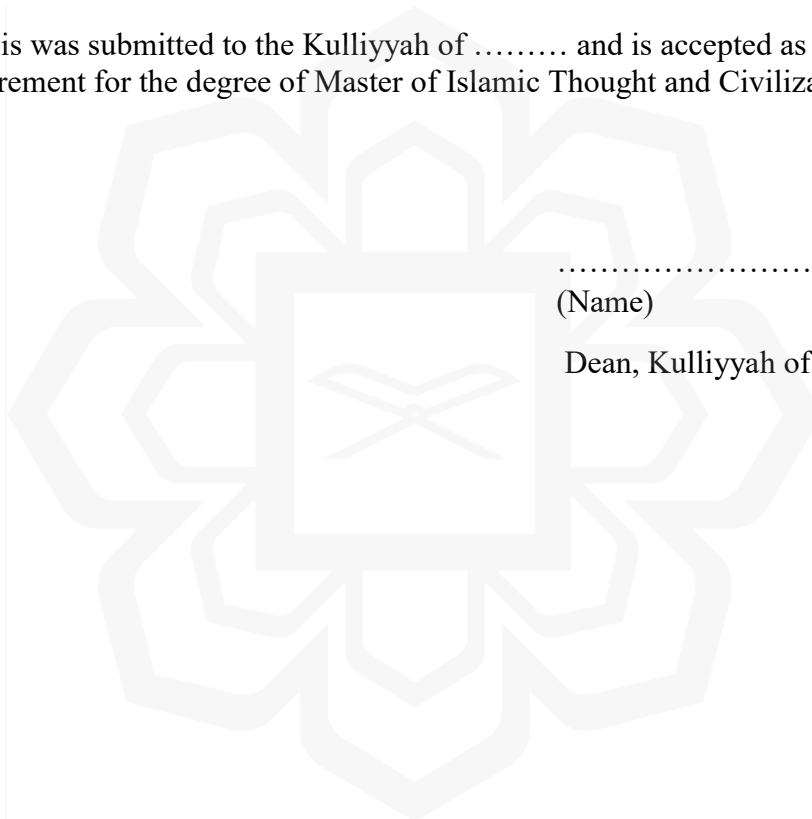 is was submitted to the Kulliyyah of ……… and is accepted as
rement for the degree of Master of Islamic Thought and Civiliza
……………………
(Name)
Dean, Kulliyyah of